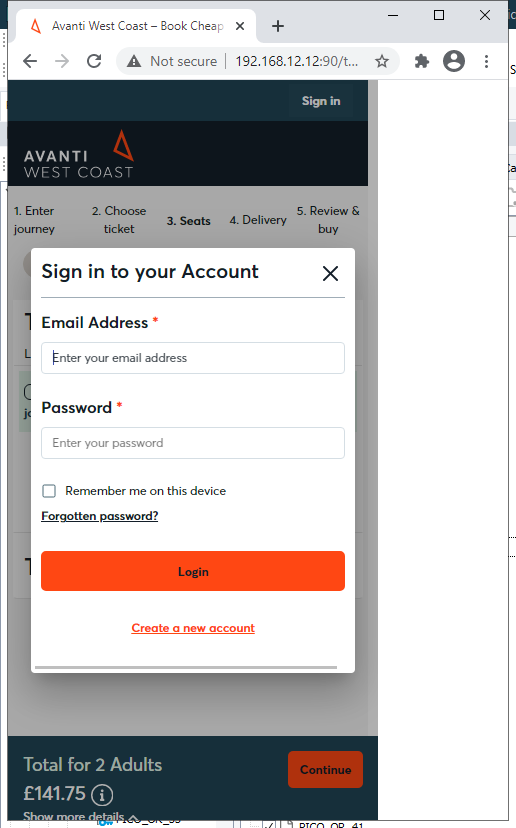 Avanti West Coast – Book Cheap
Not secure
192.168.12.12:90/t...
Sign in
AVANTI
WEST COAST
1. Enter journey
2. Choose ticket
3. Seats
4. Delivery
5. Review & buy
Sign in to your Account
Email Address *
Enter your email address
Password *
Enter your password
Remember me on this device
Forgotten password?
Login
Create a new account
Total for 2 Adults
£141.75
Continue
Show more details
PICO_OR_41